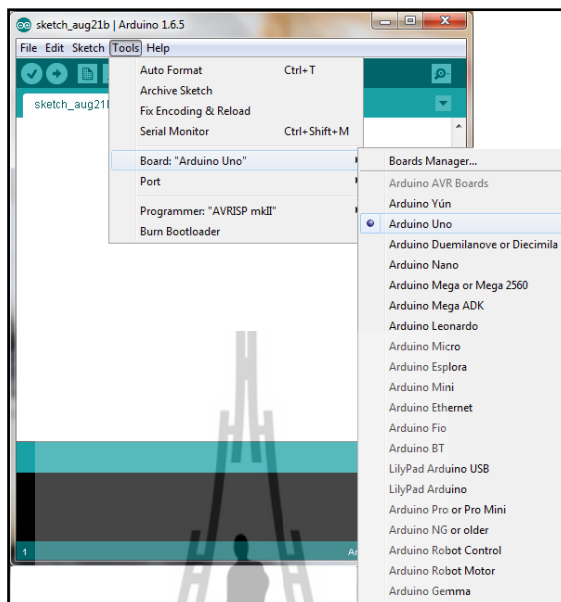 sketch_aug21b | Arduino 1.6.5
File Edit Sketch Tools Help
sketch_aug21
Auto Format Ctrl+T
Archive Sketch
Fix Encoding & Reload
Serial Monitor Ctrl+Shift+M
Board: "Arduino Uno"
Port
Programmer: "AVRISP mkII"
Burn Bootloader
Boards Manager...
Arduino AVR Boards
Arduino Yún
Arduino Uno
Arduino Duemilanove or Diecimila
Arduino Nano
Arduino Mega or Mega 2560
Arduino Mega ADK
Arduino Leonardo
Arduino Micro
Arduino Esplora
Arduino Mini
Arduino Ethernet
Arduino Fio
Arduino BT
LilyPad Arduino USB
LilyPad Arduino
Arduino Pro or Pro Mini
Arduino NG or older
Arduino Robot Control
Arduino Robot Motor
Arduino Gemma
1
Ar